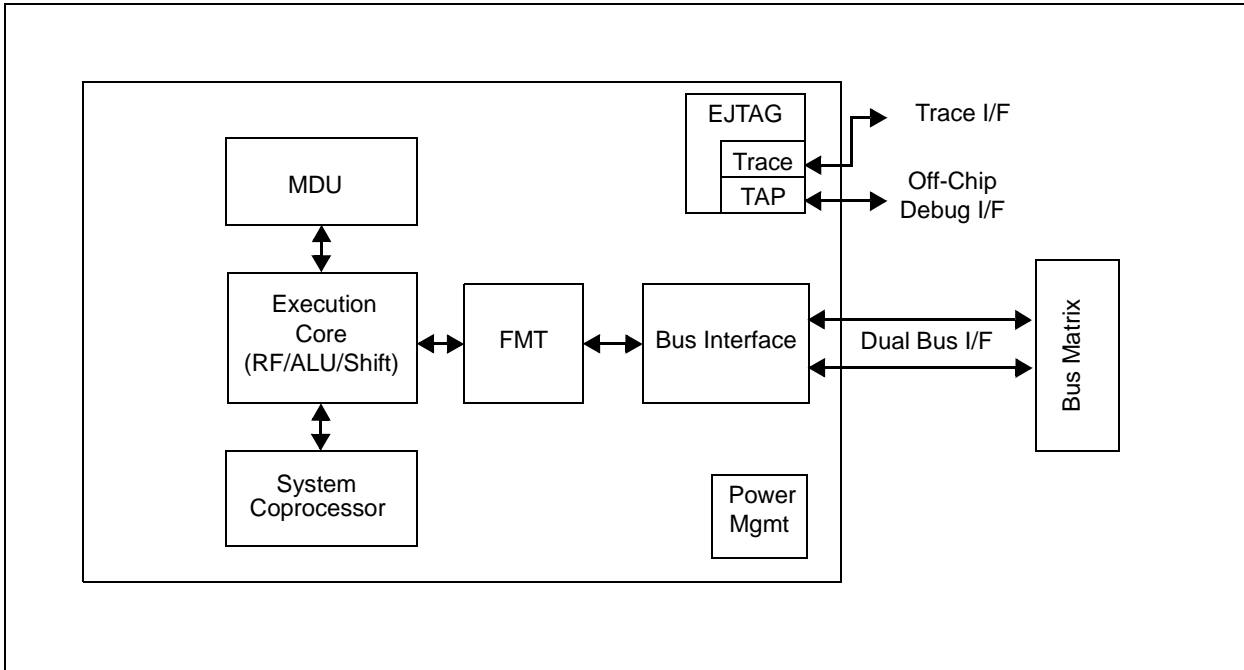 EJTAG
Trace
TAP
Trace I/F
Off-Chip
Debug I/F
MDU
Execution
Core
(RF/ALU/Shift)
FMT
Bus Interface
Dual Bus I/F
Bus Matrix
System
Coprocessor
Power
Mgmt